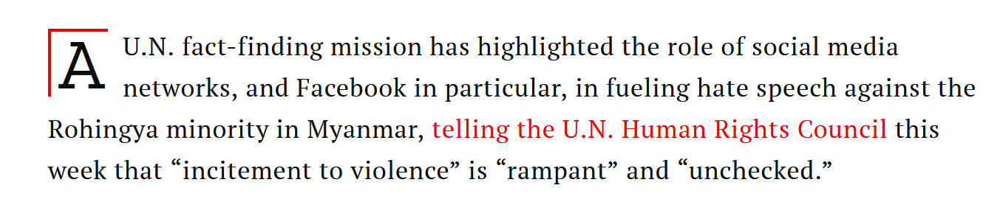 A U.N. fact-finding mission has highlighted the role of social media
networks, and Facebook in particular, in fueling hate speech against the
Rohingya minority in Myanmar, telling the U.N. Human Rights Council this
week that “incitement to violence” is “rampant” and “unchecked.”